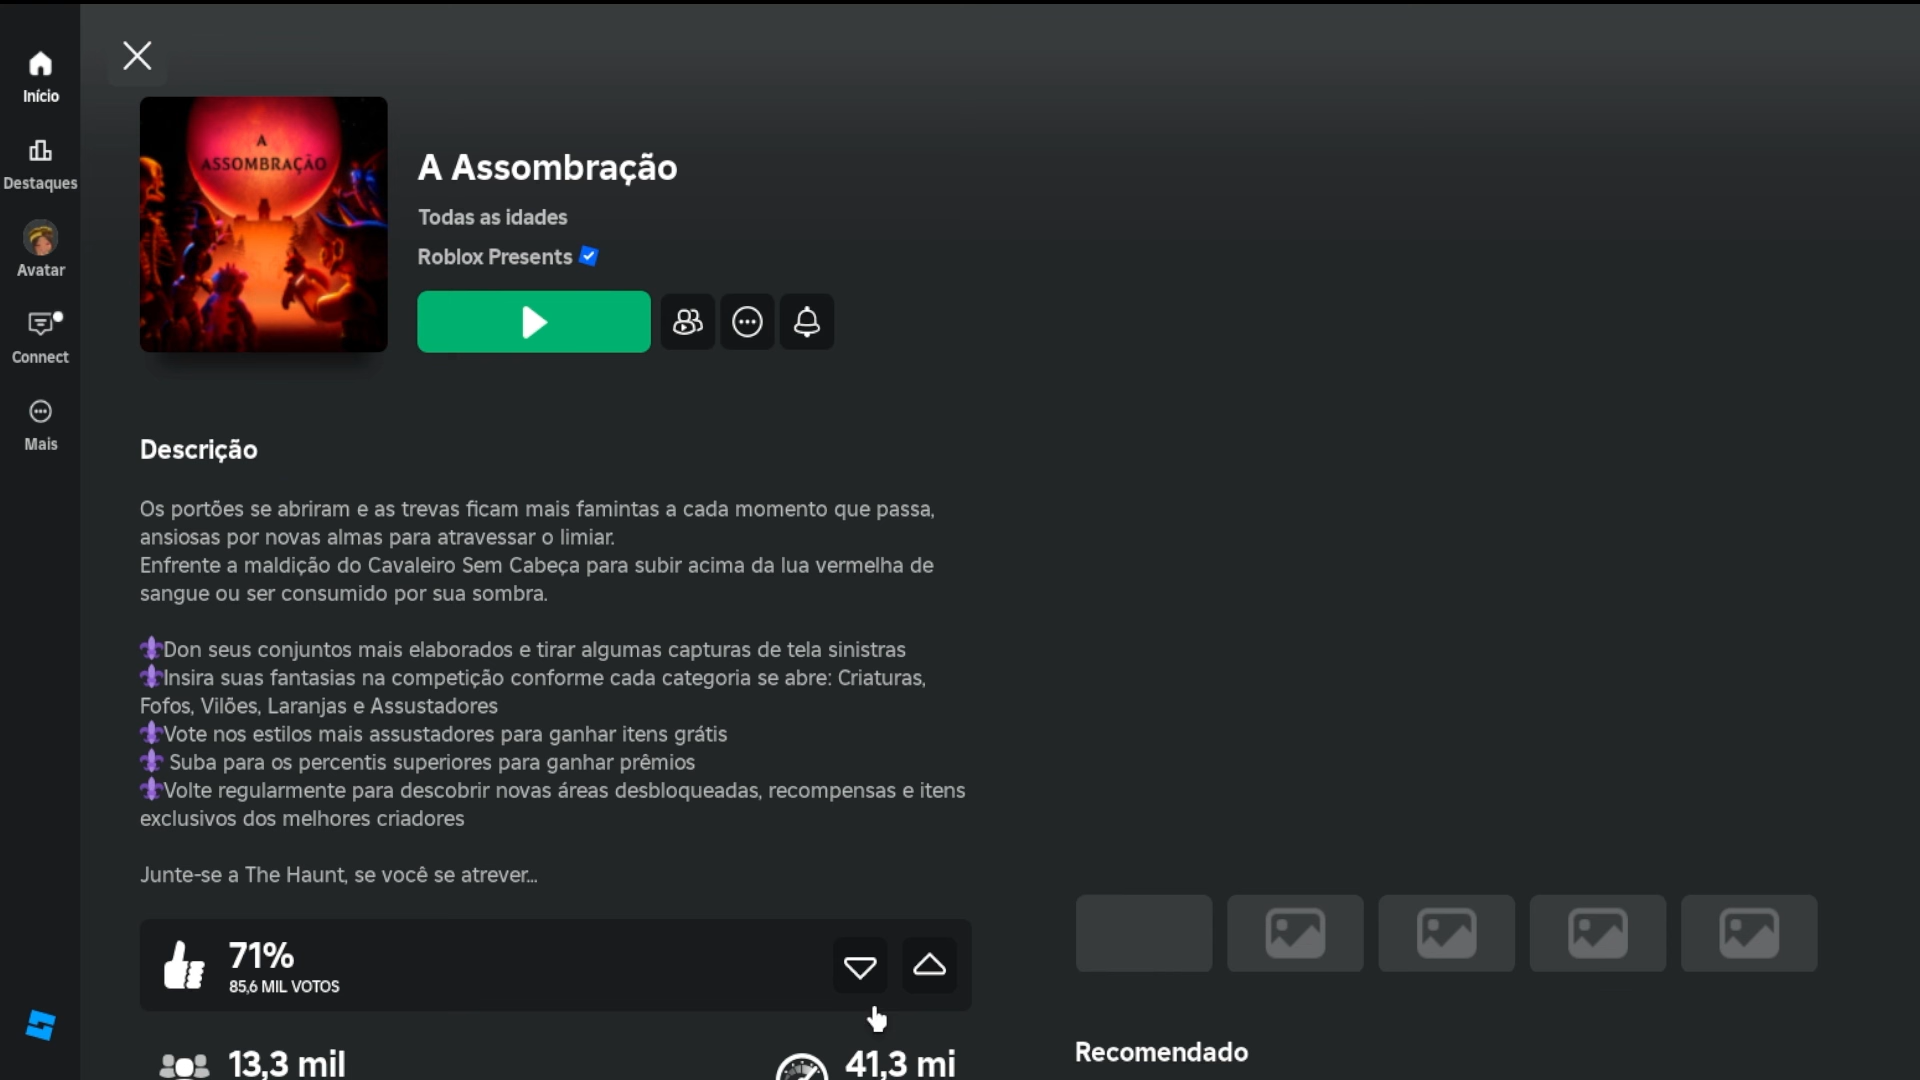 Início
Destaques
Avatar
Connect
Mais
A
ASSOMBRAÇÃO
A Assombração
Todas as idades
Roblox Presents
Descrição
Os portões se abriram e as trevas ficam mais famintas a cada momento que passa,
ansiosas por novas almas para atravessar o limiar.
Enfrente a maldição do Cavaleiro Sem Cabeça para subir acima da lua vermelha de
sangue ou ser consumido por sua sombra.
⚜Don seus conjuntos mais elaborados e tirar algumas capturas de tela sinistras
⚜Insira suas fantasias na competição conforme cada categoria se abre: Criaturas,
Fofos, Vilões, Laranjas e Assustadores
⚜Vote nos estilos mais assustadores para ganhar itens grátis
⚜ Suba para os percentis superiores para ganhar prêmios
⚜Volte regularmente para descobrir novas áreas desbloqueadas, recompensas e itens
exclusivos dos melhores criadores
Junte-se a The Haunt, se você se atrever...
71%
85,6 MIL VOTOS
13,3 mil
41,3 mi
Recomendado